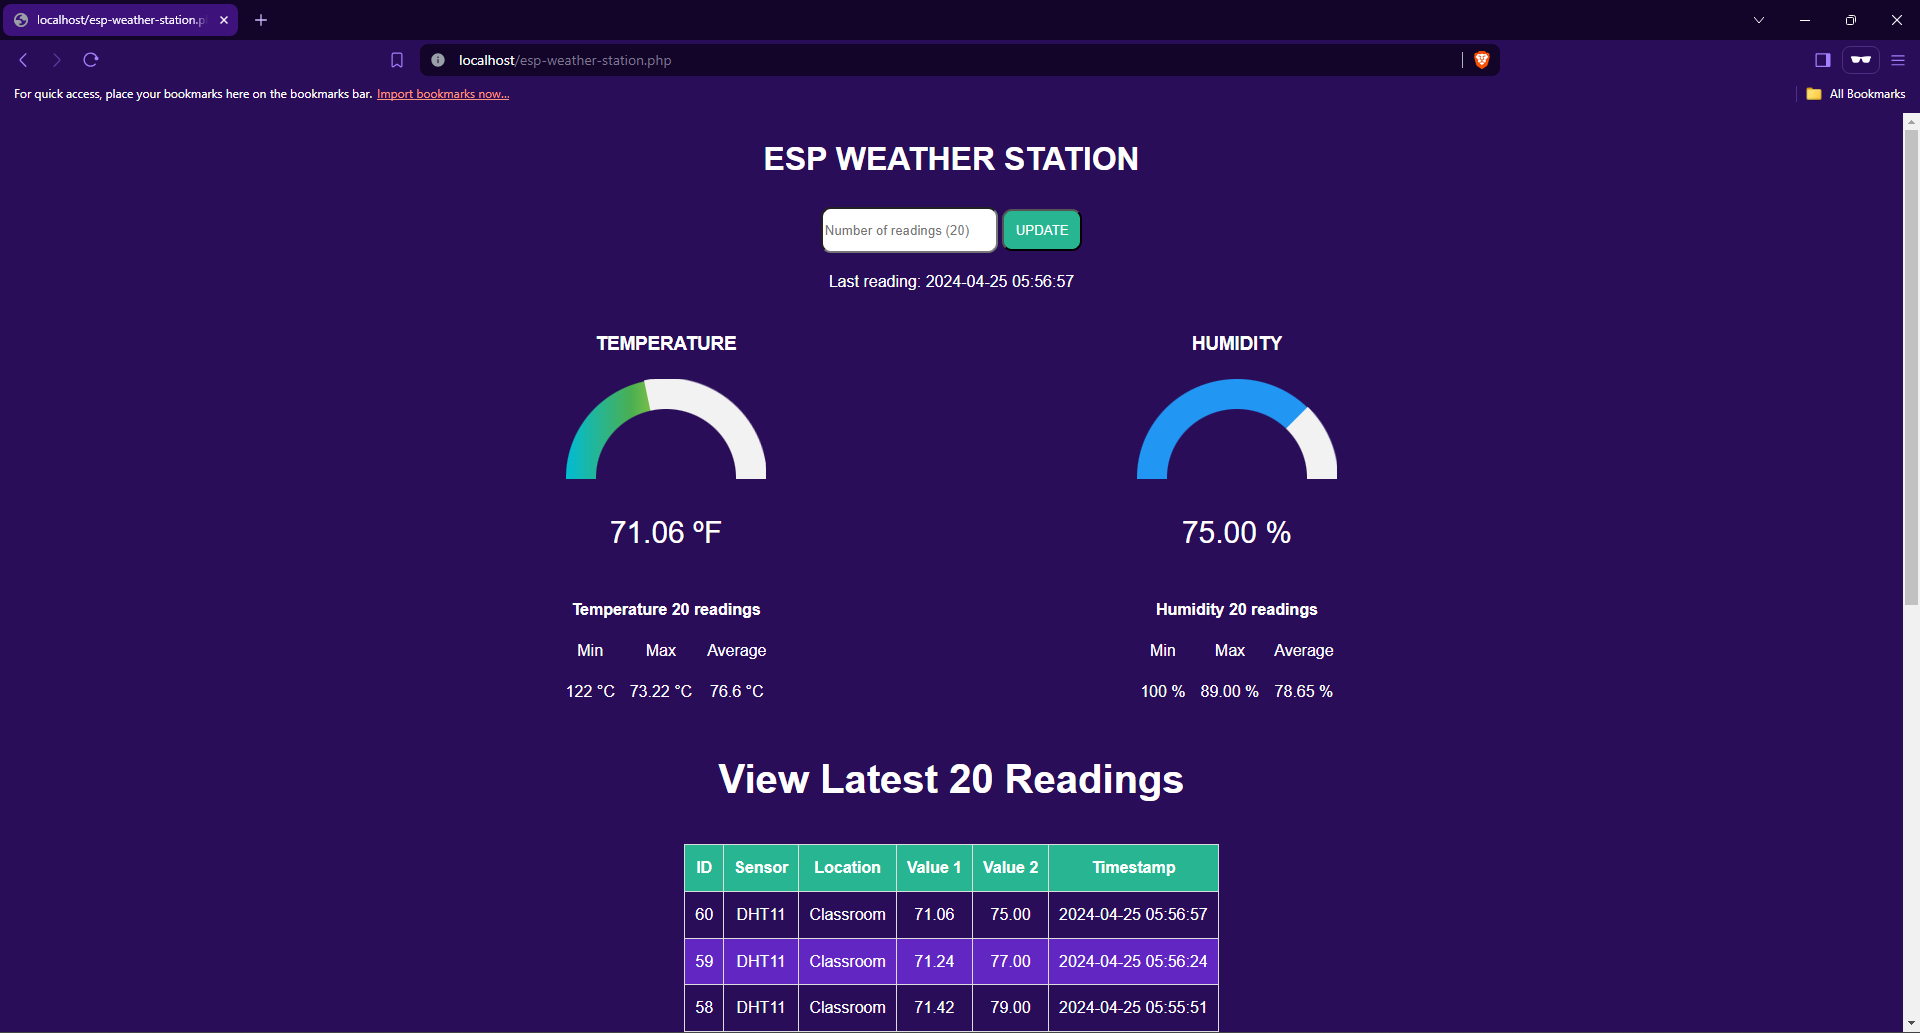 localhost/esp-weather-station.p
localhost/esp-weather-station.php
For quick access, place your bookmarks here on the bookmarks bar. Import bookmarks now...
All Bookmarks
ESP WEATHER STATION
Number of readings (20) UPDATE
Last reading: 2024-04-25 05:56:57
TEMPERATURE HUMIDITY
71.06 ºF 75.00 %
Temperature 20 readings Humidity 20 readings
Min Max Average Min Max Average
122 °C 73.22 °C 76.6 °C 100 % 89.00 % 78.65 %
View Latest 20 Readings
ID Sensor Location Value 1 Value 2 Timestamp
60 DHT11 Classroom 71.06 75.00 2024-04-25 05:56:57
59 DHT11 Classroom 71.24 77.00 2024-04-25 05:56:24
58 DHT11 Classroom 71.42 79.00 2024-04-25 05:55:51